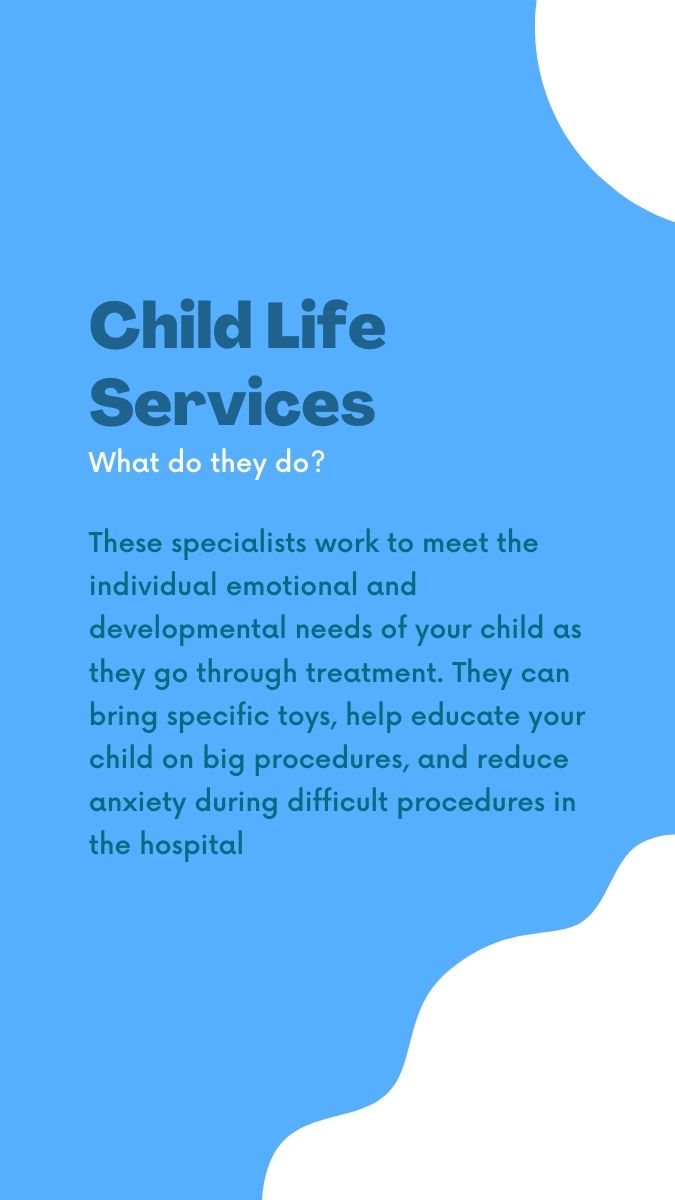 Child Life
Services
What do they do?
These specialists work to meet the
individual emotional and
developmental needs of your child as
they go through treatment. They can
bring specific toys, help educate your
child on big procedures, and reduce
anxiety during difficult procedures in
the hospital